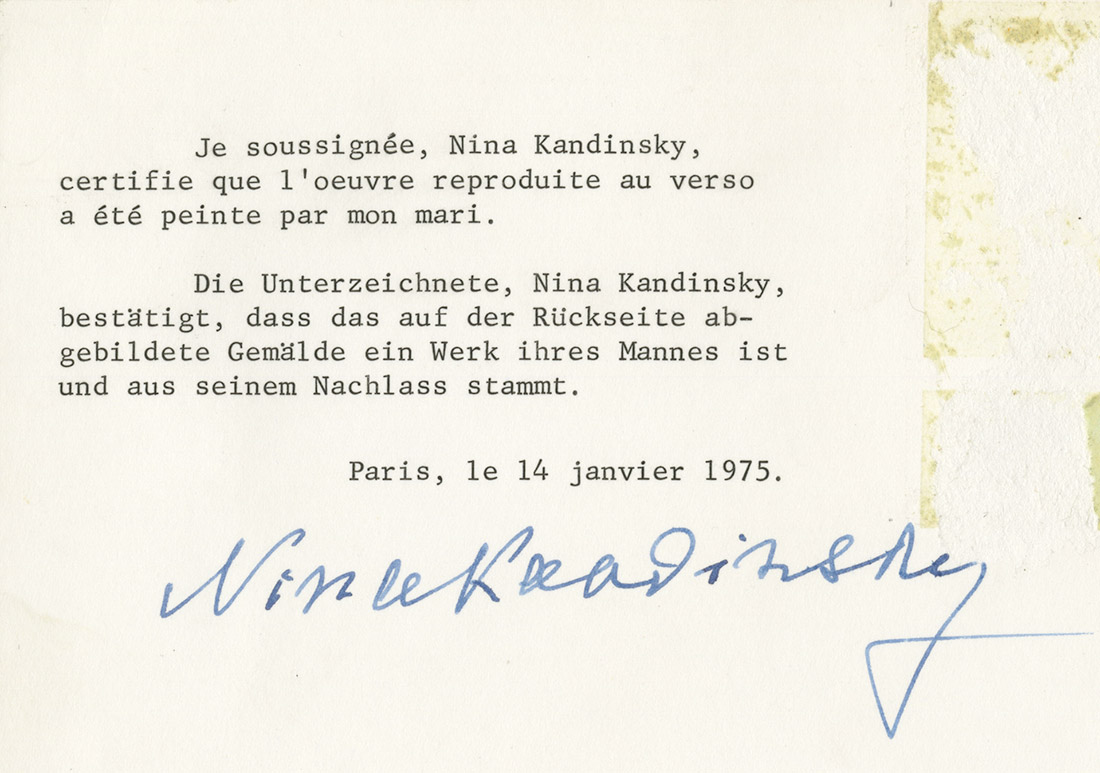 Je soussignée, Nina Kandinsky,
certifie que l'oeuvre reproduite au verso
a été peinte par mon mari.
Die Unterzeichnete, Nina Kandinsky,
bestätigt, dass das auf der Rückseite ab-
gebildete Gemälde ein Werk ihres Mannes ist
und aus seinem Nachlass stammt.
Paris, le 14 janvier 1975.
Nina Kandinsky